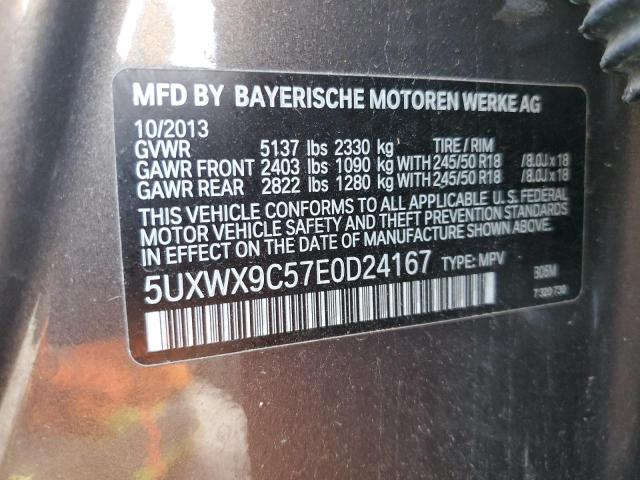 MFD BY BAYERISCHE MOTOREN WERKE AG
10/2013
GVWR 5137 lbs 2330 kg TIRE / RIM
GAWR FRONT 2403 lbs 1090 kg WITH 245/50 R18 /8.0J x 18
GAWR REAR 2822 lbs 1280 kg WITH 245/50 R18 /8.0J x 18
THIS VEHICLE CONFORMS TO ALL APPLICABLE U. S. FEDERAL
MOTOR VEHICLE SAFETY AND THEFT PREVENTION STANDARDS
IN EFFECT ON THE DATE OF MANUFACTURE SHOWN ABOVE.
5UXWX9C57E0D24167 TYPE: MPV
7 320 730